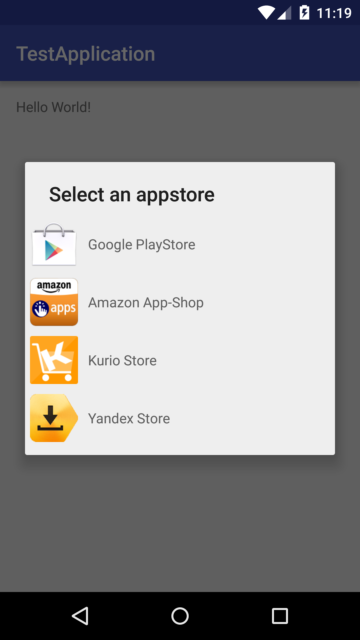 11:19
TestApplication
Hello World!
Select an appstore
Google PlayStore
amazon
apps
Amazon App-Shop
Kurio Store
Yandex Store